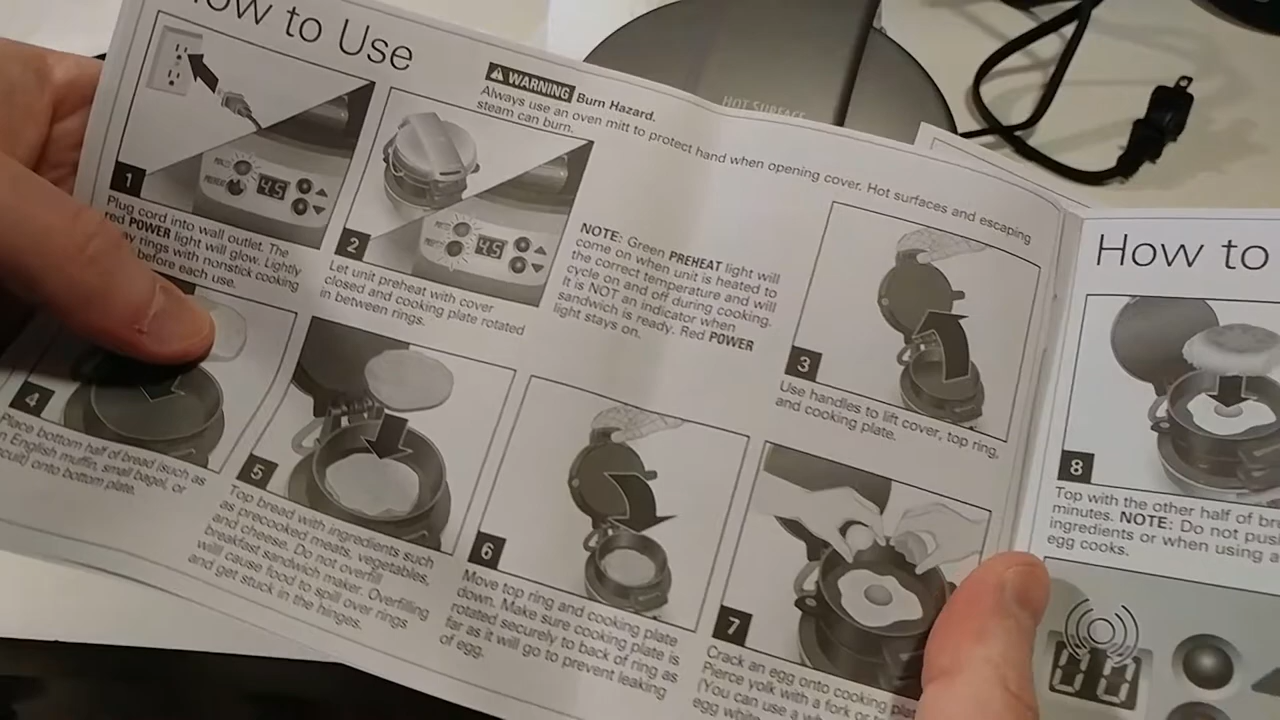 How to Use
WARNING Burn Hazard.
Always use an oven mitt to protect hand when opening cover. Hot surfaces and escaping
steam can burn.
HOT SURFACE
POWER
PREHEAT
4.5
1
Plug cord into wall outlet. The
red POWER light will glow. Lightly
rings with nonstick cooking
before each use.
4.5
2
Let unit preheat with cover
closed and cooking plate rotated
in between rings.
NOTE: Green PREHEAT light will
come on when unit is heated to
the correct temperature and will
cycle on and off during cooking.
It is NOT an indicator when
sandwich is ready. Red POWER
light stays on.
3
Use handles to lift cover, top ring,
and cooking plate.
4
Place bottom half of bread (such as
English muffin, small bagel, or
onto bottom plate.
5
Top bread with ingredients such
as precooked meats, vegetables,
and cheese. Do not overfill
breakfast sandwich maker. Overfilling
will cause food to spill over rings
and get stuck in the hinges.
6
Move top ring and cooking plate
down. Make sure cooking plate is
rotated securely to back of ring as
far as it will go to prevent leaking
of egg.
7
Crack an egg onto cooking
Pierce yolk with a fork or
(You can use a
egg
How to
8
Top with the other half of
minutes. NOTE: Do not
ingredients or when using a
egg cooks.
00